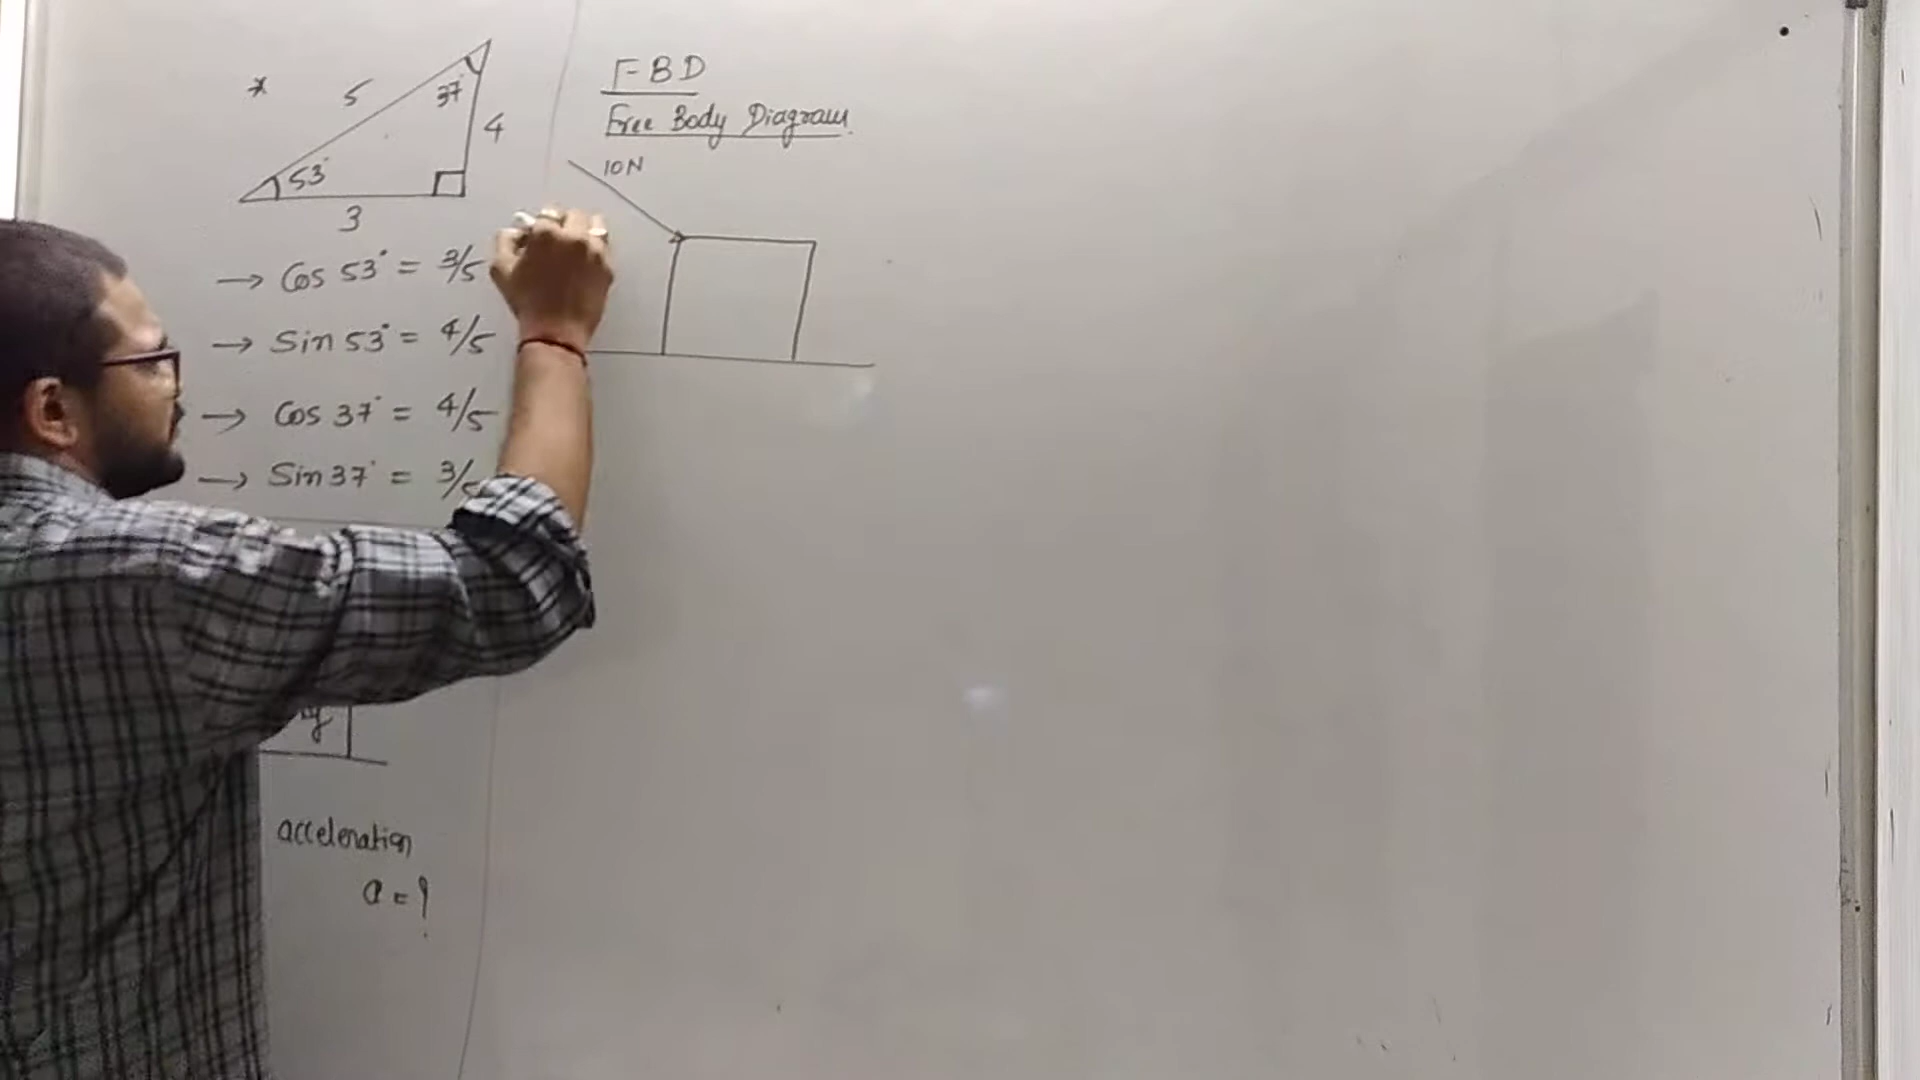 *
5
37°
4
53°
3
→ Cos 53° = 3/5
→ Sin 53° = 4/5
→ Cos 37° = 4/5
→ Sin 37° = 3/5
acceleration
a = ?
FBD
Free Body Diagram
10N